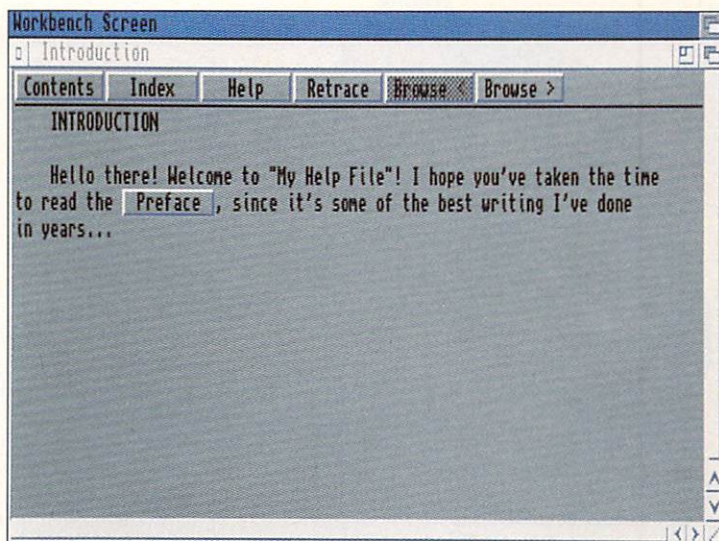 Workbench Screen
Introduction
Contents Index Help Retrace Browse < Browse >
INTRODUCTION
Hello there! Welcome to "My Help File"! I hope you've taken the time
to read the Preface , since it's some of the best writing I've done
in years...